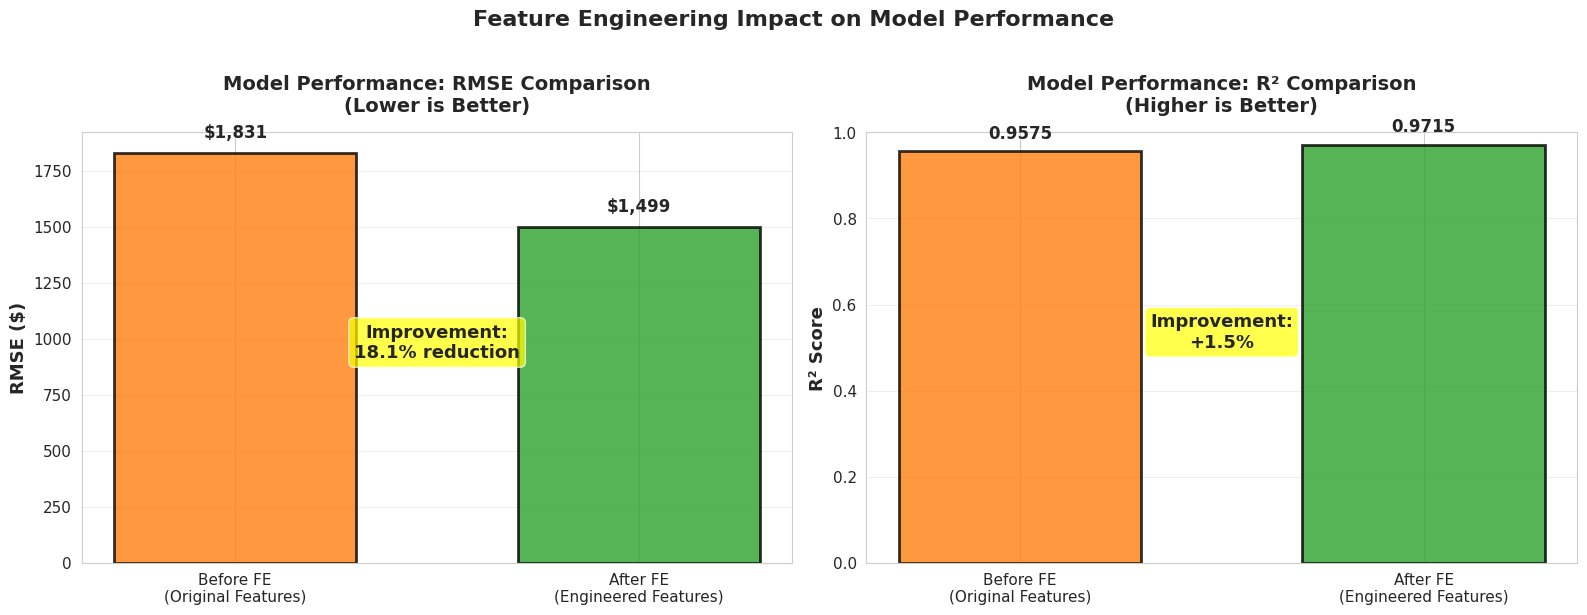 Feature Engineering Impact on Model Performance
Model Performance: RMSE Comparison
(Lower is Better)
RMSE ($)
1750
1500
1250
1000
750
500
250
0
$1,831
$1,499
Improvement:
18.1% reduction
Before FE
(Original Features)
After FE
(Engineered Features)
Model Performance: R² Comparison
(Higher is Better)
R² Score
1.0
0.8
0.6
0.4
0.2
0.0
0.9575
0.9715
Improvement:
+1.5%
Before FE
(Original Features)
After FE
(Engineered Features)